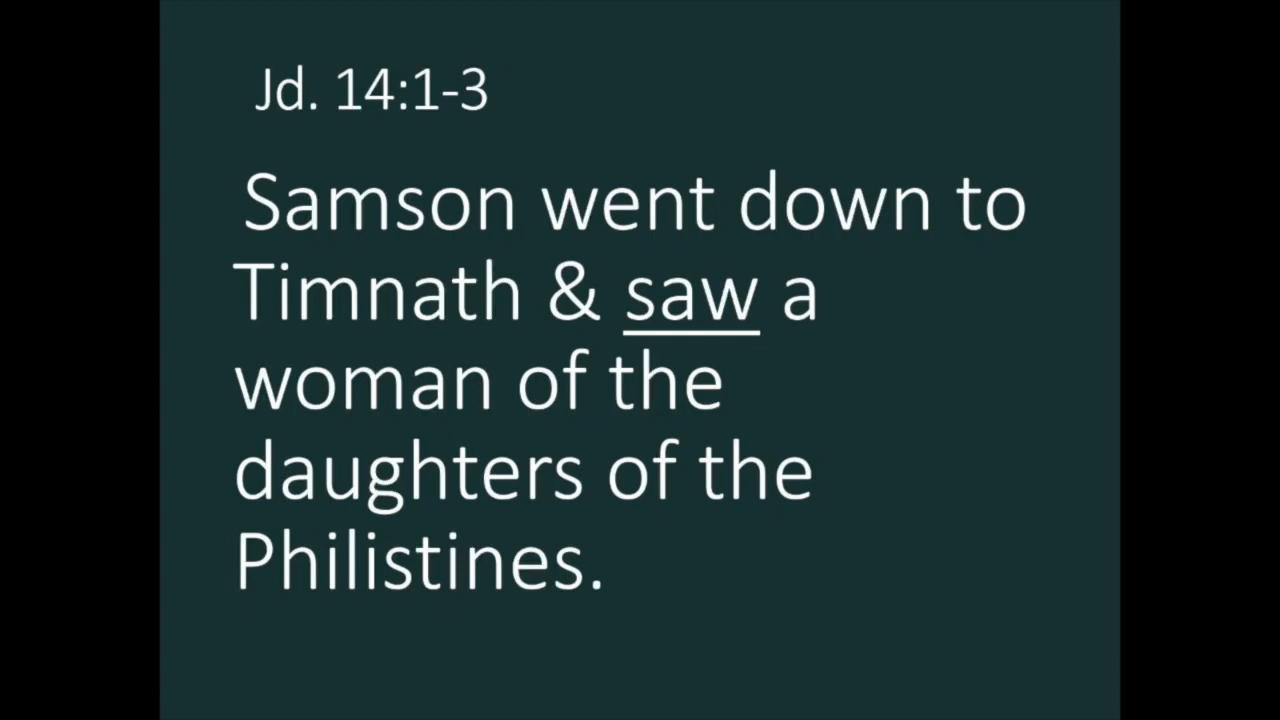 Jd. 14:1-3
Samson went down to
Timnath & saw a
woman of the
daughters of the
Philistines.